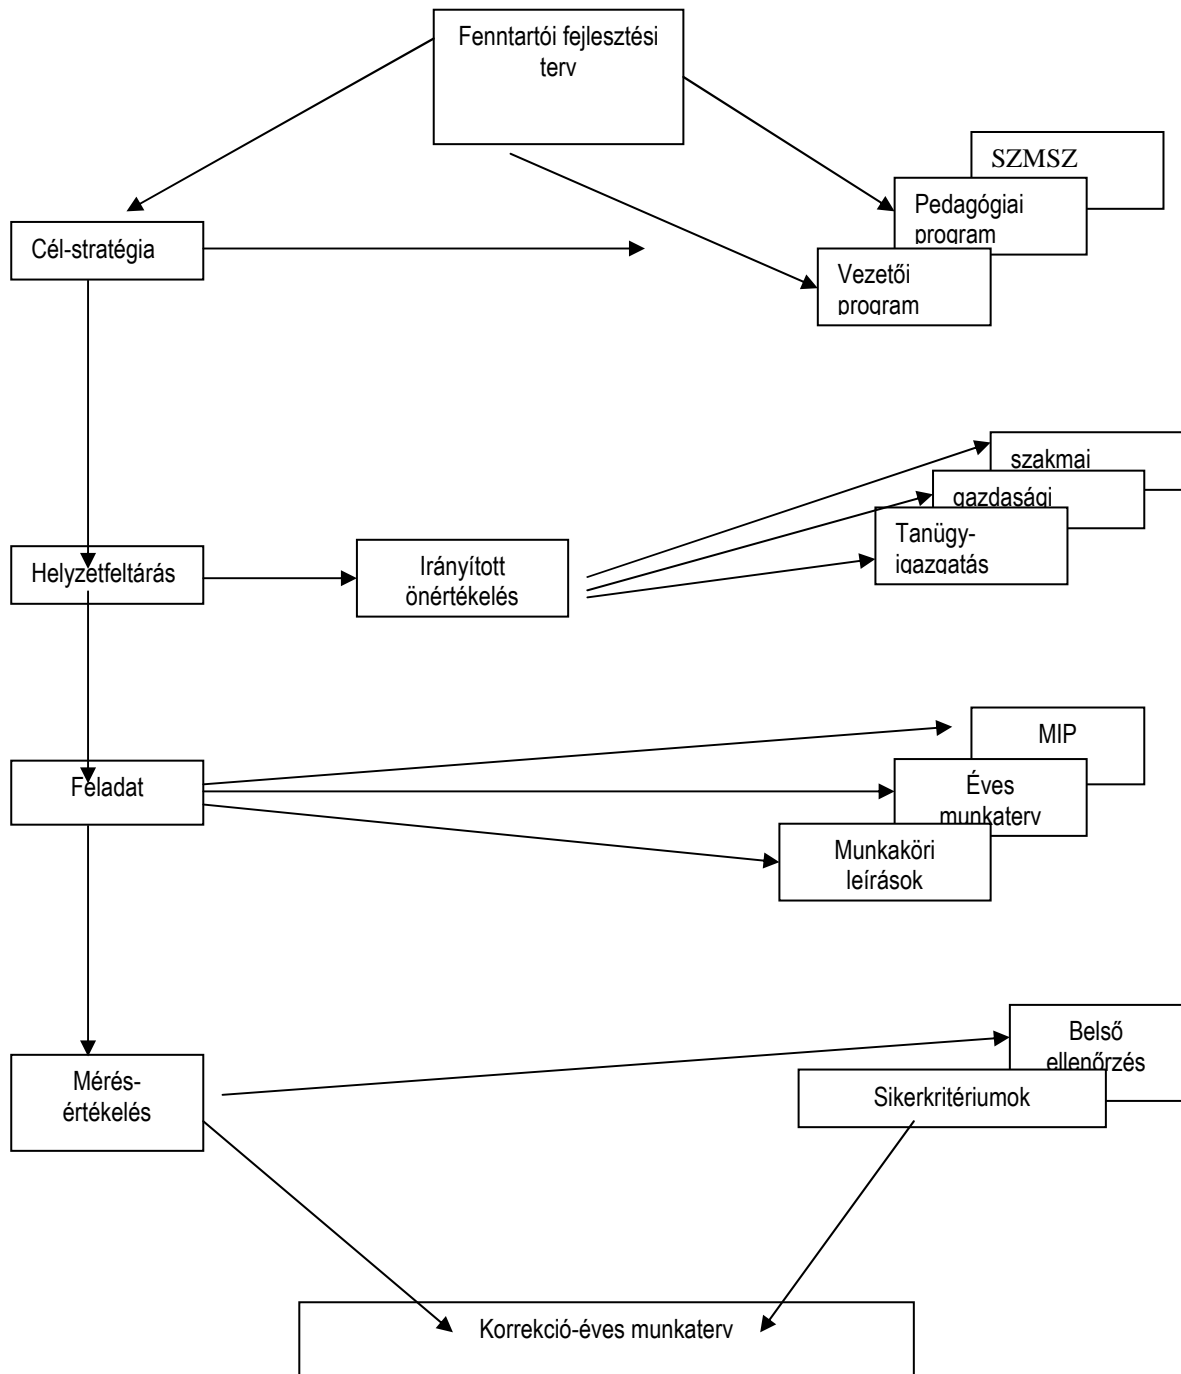 Fenntartói fejlesztési
terv
SZMSZ
Pedagógiai
program
Cél-stratégia
Vezetői
program
szakmai
gazdasági
Tanügy-
igazgatás
Helyzetfeltárás
Irányított
önértékelés
MIP
Feladat
Éves
munkaterv
Munkaköri
leírások
Belső
ellenőrzés
Mérés-
értékelés
Sikerkritériumok
Korrekció-éves munkaterv